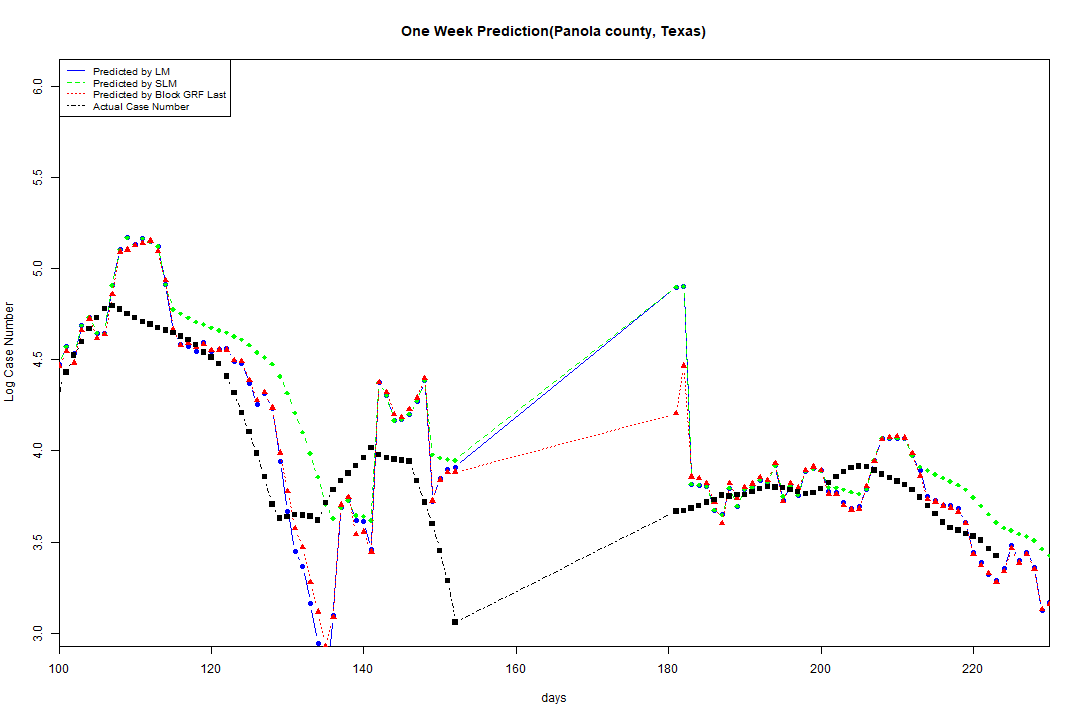 One Week Prediction(Panola county, Texas)
Predicted by LM
Predicted by SLM
Predicted by Block GRF Last
Actual Case Number
6.0
5.5
5.0
4.5
4.0
3.5
3.0
Log Case Number
100 120 140 160 180 200 220
days